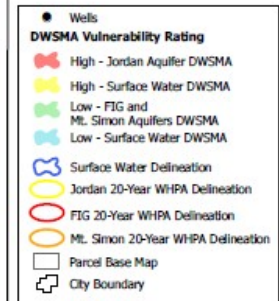 Wells
DWSMA Vulnerability Rating
High - Jordan Aquifer DWSMA
High - Surface Water DWSMA
Low - FIG and
Mt. Simon Aquifers DWSMA
Low - Surface Water DWSMA
Surface Water Delineation
Jordan 20-Year WHPA Delineation
FIG 20-Year WHPA Delineation
Mt. Simon 20-Year WHPA Delineation
Parcel Base Map
City Boundary